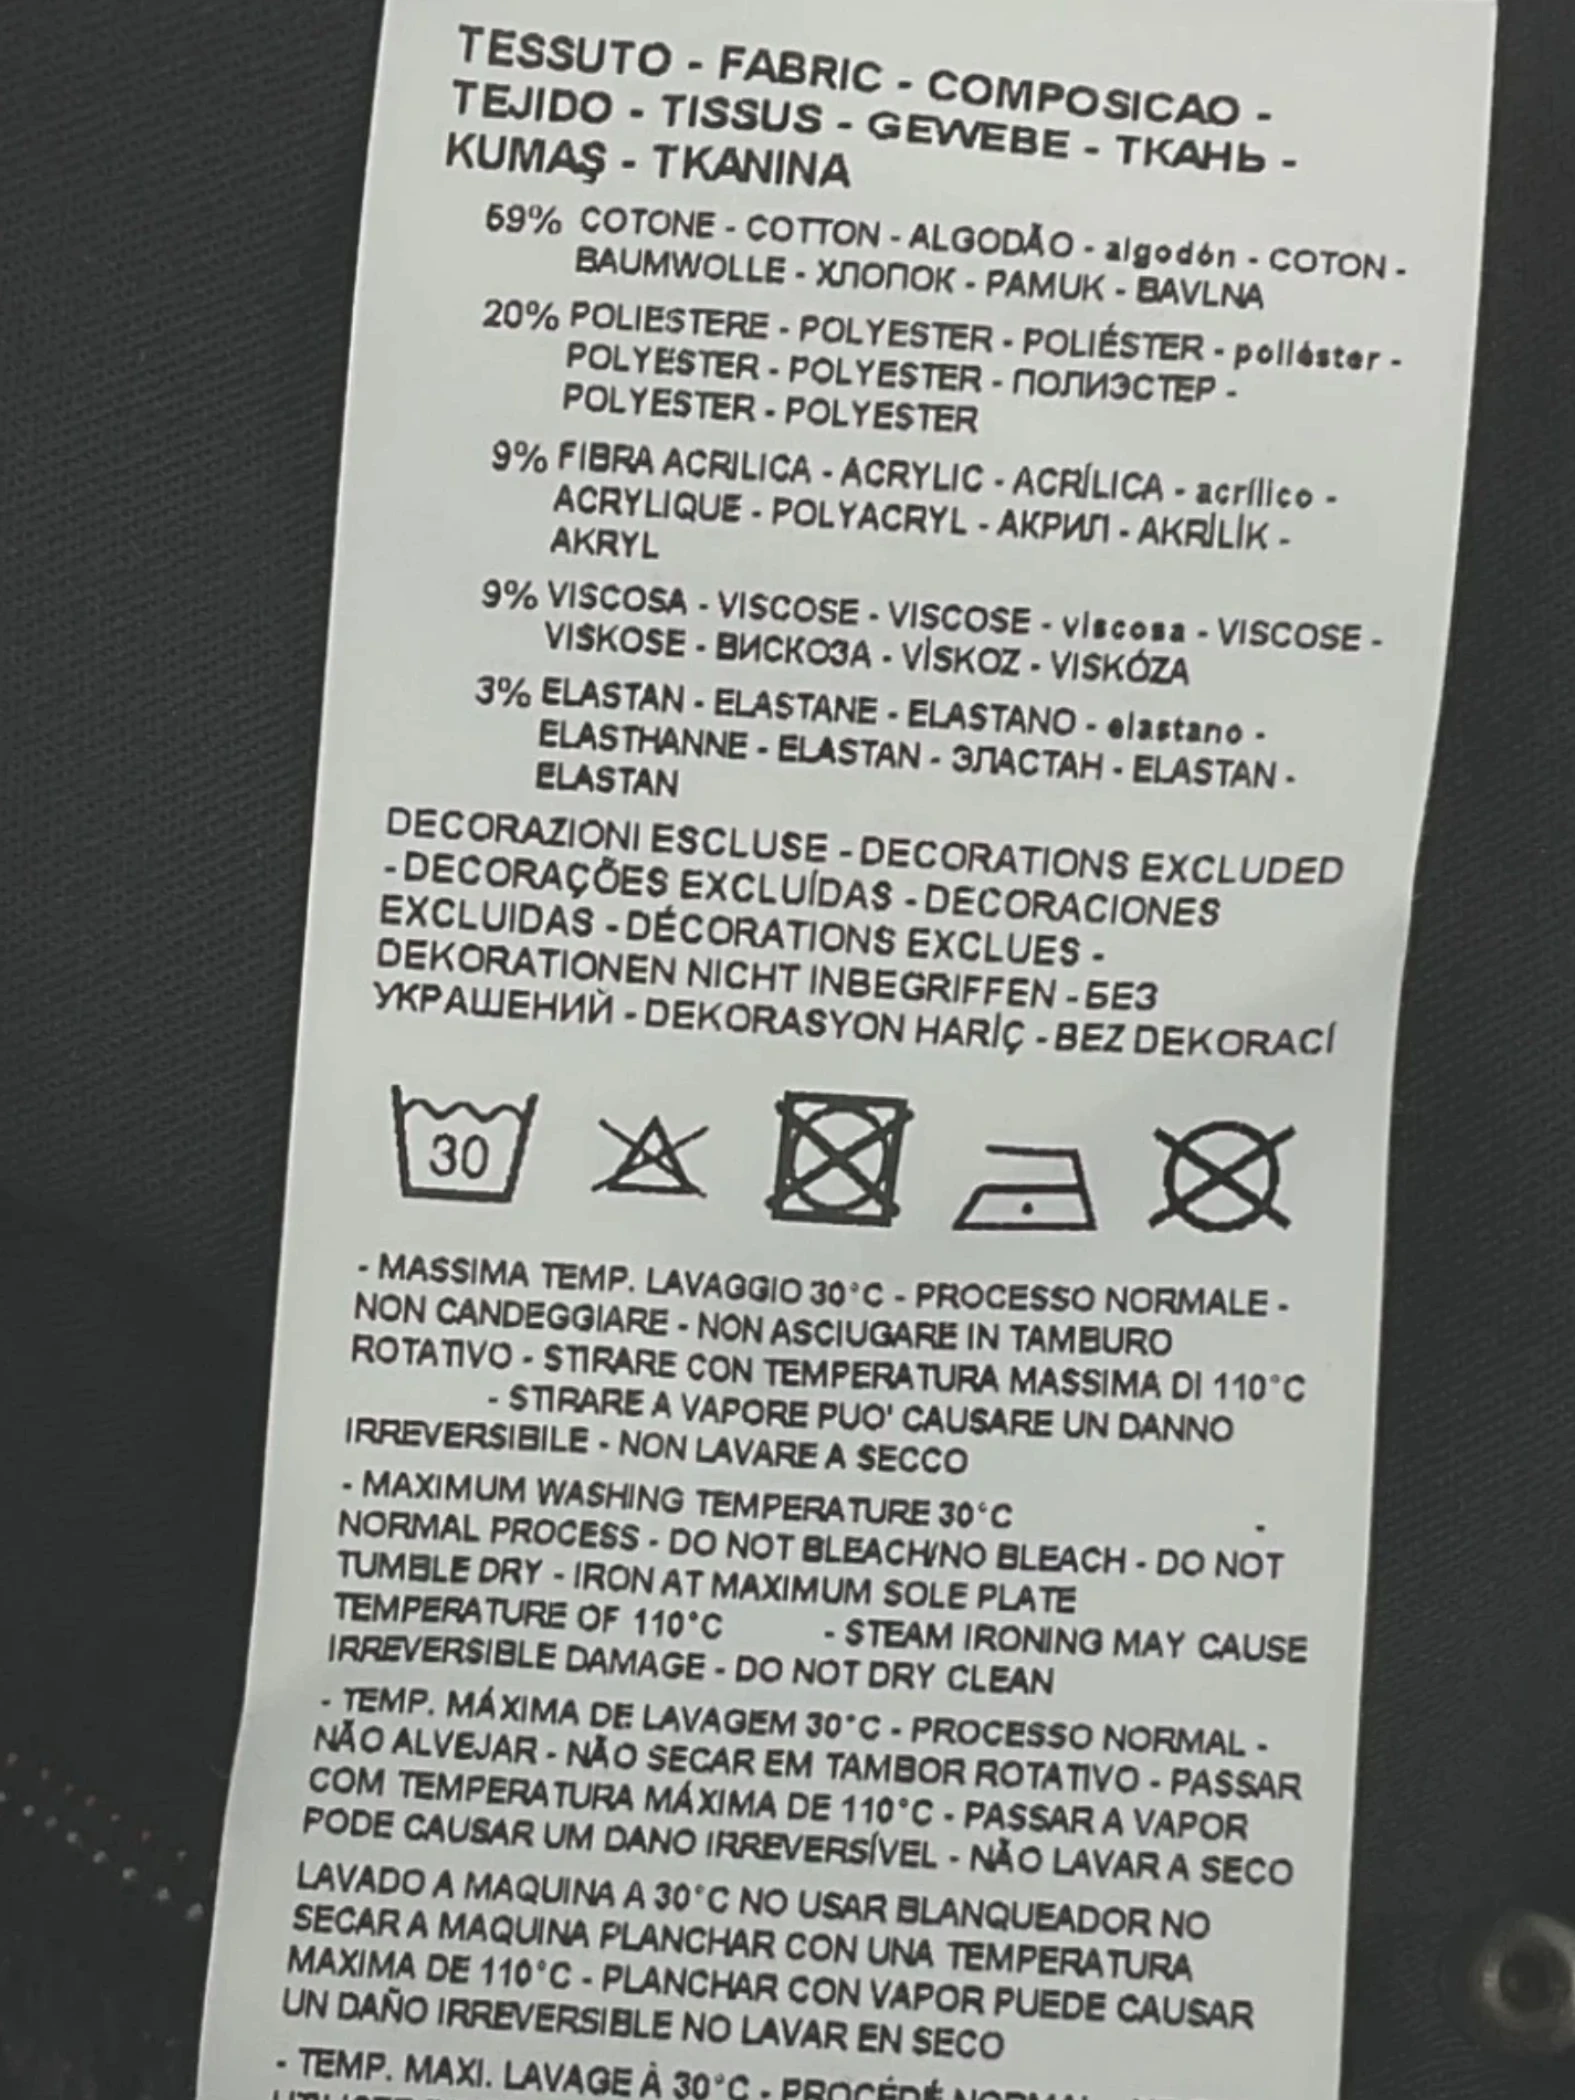 TESSUTO - FABRIC - COMPOSICAO -
TEJIDO - TISSUS - GEWEBE - ТКАНЬ -
KUMAŞ - TKANINA
59% COTONE - COTTON - ALGODÃO - algodón - COTON -
BAUMWOLLE - ХЛОПОК - PAMUK - BAVLNA
20% POLIESTERE - POLYESTER - POLIÉSTER - poliéster -
POLYESTER - POLYESTER - ПОЛИЭСТЕР -
POLYESTER - POLYESTER
9% FIBRA ACRILICA - ACRYLIC - ACRÍLICA - acrílico -
ACRYLIQUE - POLYACRYL - АКРИЛ - AKRİLİK -
AKRYL
9% VISCOSA - VISCOSE - VISCOSE - viscosa - VISCOSE -
VISKOSE - ВИСКОЗА - VİSKOZ - VISKÓZA
3% ELASTAN - ELASTANE - ELASTANO - elastano -
ELASTHANNE - ELASTAN - ЭЛАСТАН - ELASTAN -
ELASTAN
DECORAZIONI ESCLUSE - DECORATIONS EXCLUDED
- DECORAÇÕES EXCLUÍDAS - DECORACIONES
EXCLUIDAS - DÉCORATIONS EXCLUES -
DEKORATIONEN NICHT INBEGRIFFEN - БЕЗ
УКРАШЕНИЙ - DEKORASYON HARİÇ - BEZ DEKORACÍ
30
- MASSIMA TEMP. LAVAGGIO 30°C - PROCESSO NORMALE -
NON CANDEGGIARE - NON ASCIUGARE IN TAMBURO
ROTATIVO - STIRARE CON TEMPERATURA MASSIMA DI 110°C
- STIRARE A VAPORE PUO' CAUSARE UN DANNO
IRREVERSIBILE - NON LAVARE A SECCO
- MAXIMUM WASHING TEMPERATURE 30°C -
NORMAL PROCESS - DO NOT BLEACH/NO BLEACH - DO NOT
TUMBLE DRY - IRON AT MAXIMUM SOLE PLATE
TEMPERATURE OF 110°C - STEAM IRONING MAY CAUSE
IRREVERSIBLE DAMAGE - DO NOT DRY CLEAN
- TEMP. MÁXIMA DE LAVAGEM 30°C - PROCESSO NORMAL -
NÃO ALVEJAR - NÃO SECAR EM TAMBOR ROTATIVO - PASSAR
COM TEMPERATURA MÁXIMA DE 110°C - PASSAR A VAPOR
PODE CAUSAR UM DANO IRREVERSÍVEL - NÃO LAVAR A SECO
LAVADO A MAQUINA A 30°C NO USAR BLANQUEADOR NO
SECAR A MAQUINA PLANCHAR CON UNA TEMPERATURA
MAXIMA DE 110°C - PLANCHAR CON VAPOR PUEDE CAUSAR
UN DAÑO IRREVERSIBLE NO LAVAR EN SECO
- TEMP. MAXI. LAVAGE À 30°C - PROCÉDÉ